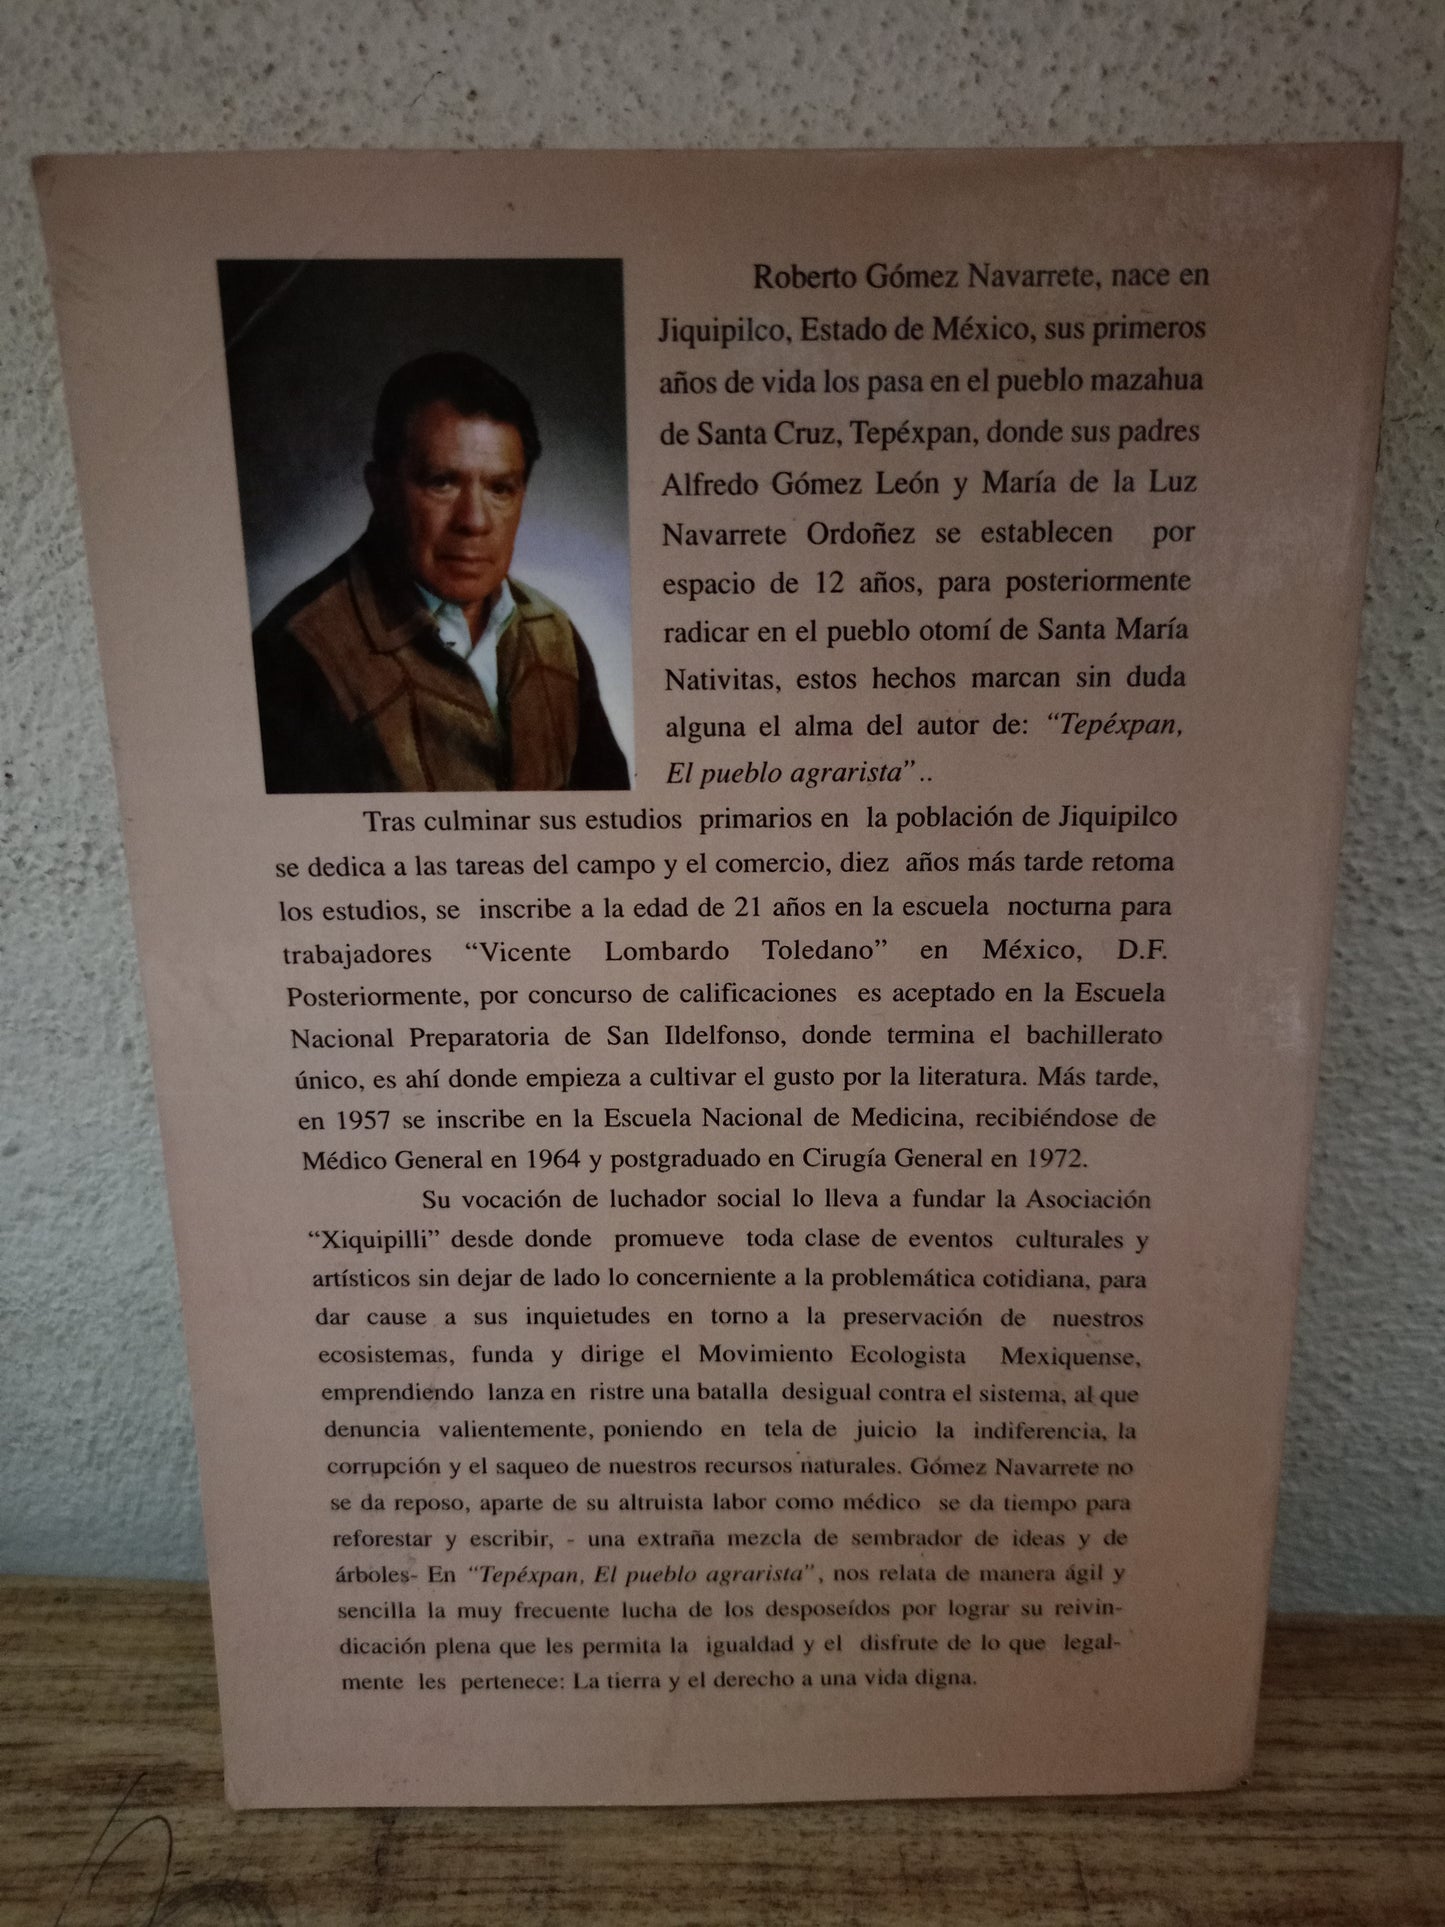 Roberto Gómez Navarrete, nace en
Jiquipilco, Estado de México, sus primeros
años de vida los pasa en el pueblo mazahua
de Santa Cruz, Tepéxpan, donde sus padres
Alfredo Gómez León y María de la Luz
Navarrete Ordoñez se establecen por
espacio de 12 años, para posteriormente
radicar en el pueblo otomí de Santa María
Nativitas, estos hechos marcan sin duda
alguna el alma del autor de: “Tepéxpan,
El pueblo agrarista”..
Tras culminar sus estudios primarios en la población de Jiquipilco
se dedica a las tareas del campo y el comercio, diez años más tarde retoma
los estudios, se inscribe a la edad de 21 años en la escuela nocturna para
trabajadores “Vicente Lombardo Toledano” en México, D.F.
Posteriormente, por concurso de calificaciones es aceptado en la Escuela
Nacional Preparatoria de San Ildelfonso, donde termina el bachillerato
único, es ahí donde empieza a cultivar el gusto por la literatura. Más tarde,
en 1957 se inscribe en la Escuela Nacional de Medicina, recibiéndose de
Médico General en 1964 y postgraduado en Cirugía General en 1972.
Su vocación de luchador social lo lleva a fundar la Asociación
“Xiquipilli” desde donde promueve toda clase de eventos culturales y
artísticos sin dejar de lado lo concerniente a la problemática cotidiana, para
dar cause a sus inquietudes en torno a la preservación de nuestros
ecosistemas, funda y dirige el Movimiento Ecologista Mexiquense,
emprendiendo lanza en ristre una batalla desigual contra el sistema, al que
denuncia valientemente, poniendo en tela de juicio la indiferencia, la
corrupción y el saqueo de nuestros recursos naturales. Gómez Navarrete no
se da reposo, aparte de su altruista labor como médico se da tiempo para
reforestar y escribir, - una extraña mezcla de sembrador de ideas y de
árboles- En “Tepéxpan, El pueblo agrarista”, nos relata de manera ágil y
sencilla la muy frecuente lucha de los desposeídos por lograr su reivin-
dicación plena que les permita la igualdad y el disfrute de lo que legal-
mente les pertenece: La tierra y el derecho a una vida digna.